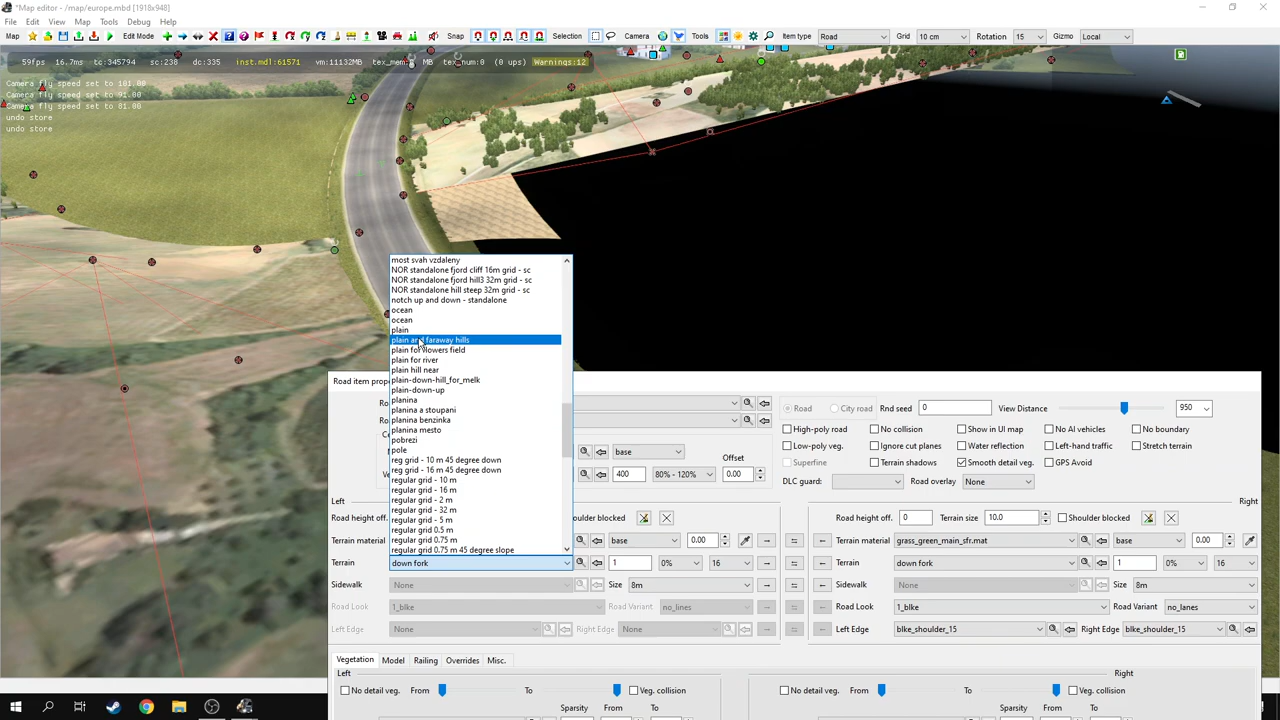 *Map editor - /map/europe.mbd [1918x948]
File Edit View Map Tools Debug Help
Map Edit Mode Snap Selection Camera Tools Item type Road Grid 10 cm Rotation 15 Gizmo Local
59fps 16.7ms tc:345794 sc:238 dc:335 inst.mdl:61571 vm:11132MB MB tex_num:0 (0 ups) Warnings:12
Camera fly speed set to 101.00
Camera fly speed set to 91.00
Camera fly speed set to 81.00
undo store
undo store
most svah vzdaleny
NOR standalone fjord cliff 16m grid - sc
NOR standalone fjord hill3 32m grid - sc
NOR standalone hill steep 32m grid - sc
notch up and down - standalone
ocean
ocean
plain
plain and faraway hills
plain for flowers field
plain for river
plain hill near
plain-down-hill_for_melk
plain-down-up
planina
planina a stoupani
planina benzinka
planina mesto
pobrezi
pole
reg grid - 10 m 45 degree down
reg grid - 16 m 45 degree down
regular grid - 10 m
regular grid - 16 m
regular grid - 2 m
regular grid - 32 m
regular grid - 5 m
regular grid 0.5 m
regular grid 0.75 m
regular grid 0.75 m 45 degree slope
Road item prope
Road City road Rnd seed 0 View Distance 950
High-poly road No collision Show in UI map No AI vehicles No boundary
Low-poly veg. Ignore cut planes Water reflection Left-hand traffic Stretch terrain
Superfine Terrain shadows Smooth detail veg. GPS Avoid
DLC guard: Road overlay None
base Offset
400 80% - 120% 0.00
Left Right
Road height off. houlder blocked Road height off. 0 Terrain size 10.0 Shoulder blocked
Terrain material base 0.00 Terrain material grass_green_main_sfr.mat base 0.00
Terrain down fork 1 0% 16 Terrain down fork 1 0% 16
Sidewalk None Size 8m Sidewalk None Size 8m
Road Look 1_blke Road Variant no_lines Road Look 1_blke Road Variant no_lanes
Left Edge None Right Edge None Left Edge blke_shoulder_15 Right Edge blke_shoulder_15
Vegetation Model Railing Overrides Misc.
Left Right
No detail veg. From To Veg. collision No detail veg. From To Veg. collision
Sparsity From To Sparsity From To